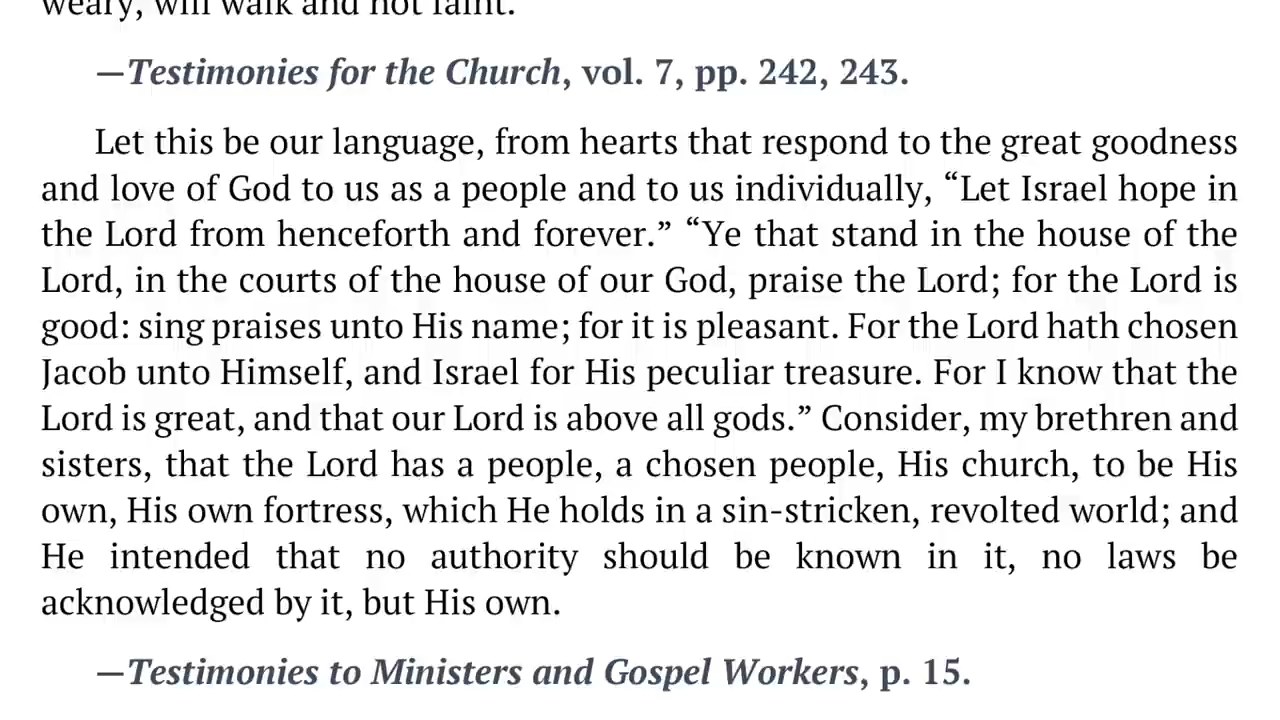 weary, will walk and not faint.
—Testimonies for the Church, vol. 7, pp. 242, 243.
Let this be our language, from hearts that respond to the great goodness
and love of God to us as a people and to us individually, “Let Israel hope in
the Lord from henceforth and forever.” “Ye that stand in the house of the
Lord, in the courts of the house of our God, praise the Lord; for the Lord is
good: sing praises unto His name; for it is pleasant. For the Lord hath chosen
Jacob unto Himself, and Israel for His peculiar treasure. For I know that the
Lord is great, and that our Lord is above all gods.” Consider, my brethren and
sisters, that the Lord has a people, a chosen people, His church, to be His
own, His own fortress, which He holds in a sin-stricken, revolted world; and
He intended that no authority should be known in it, no laws be
acknowledged by it, but His own.
—Testimonies to Ministers and Gospel Workers, p. 15.